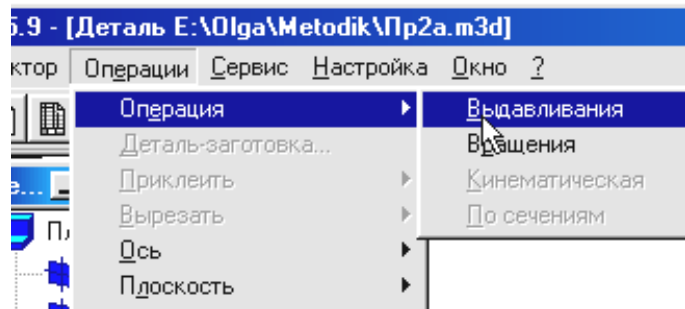 5.9 - [Деталь E:\Olga\Metodik\Пр2а.m3d]
Операции Сервис Настройка Окно ?
Операция
Выдавливания
Деталь-заготовка...
Вращения
Приклеить
Кинематическая
Вырезать
По сечениям
Ось
Плоскость